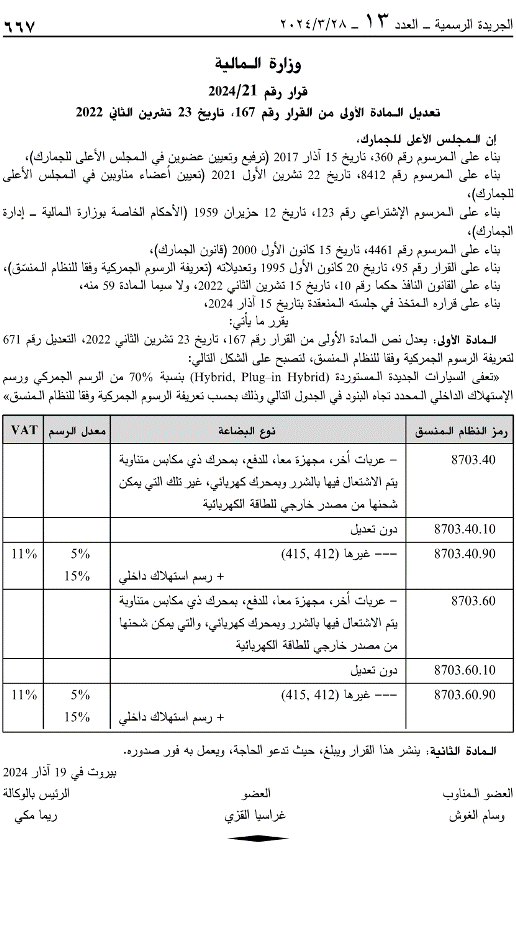 الجريدة الرسمية ـ العدد ١٣ ـ ٢٠٢٤/٣/٢٨
٦٦٧
وزارة المالية
قرار رقم 2024/21
تعديل المادة الأولى من القرار رقم 167، تاريخ 23 تشرين الثاني 2022
إن المجلس الأعلى للجمارك،
بناء على المرسوم رقم 360، تاريخ 15 آذار 2017 (ترفيع وتعيين عضوين في المجلس الأعلى للجمارك)،
بناء على المرسوم رقم 8412، تاريخ 22 تشرين الأول 2021 (تعيين أعضاء مناوبين في المجلس الأعلى
للجمارك)،
بناء على المرسوم الإشتراعي رقم 123، تاريخ 12 حزيران 1959 (الأحكام الخاصة بوزارة المالية ـ إدارة
الجمارك)،
بناء على المرسوم رقم 4461، تاريخ 15 كانون الأول 2000 (قانون الجمارك)،
بناء على القرار رقم 95، تاريخ 20 كانون الأول 1995 وتعديلاته (تعريفة الرسوم الجمركية وفقا للنظام المنسّق)،
بناء على القانون النافذ حكما رقم 10، تاريخ 15 تشرين الثاني 2022، ولا سيما المادة 59 منه،
بناء على قراره المتخذ في جلسته المنعقدة بتاريخ 15 آذار 2024،
يقرر ما يأتي:
المادة الأولى: يعدل نص المادة الأولى من القرار رقم 167، تاريخ 23 تشرين الثاني 2022، التعديل رقم 671
لتعريفة الرسوم الجمركية وفقا للنظام المنسق، لتصبح على الشكل التالي:
«تعفى السيارات الجديدة المستوردة (Hybrid, Plug–in Hybrid) بنسبة 70% من الرسم الجمركي ورسم
الإستهلاك الداخلي المحدد تجاه البنود في الجدول التالي وذلك بحسب تعريفة الرسوم الجمركية وفقا للنظام المنسق»
رمز النظام المنسق نوع البضاعة معدل الرسم VAT
8703.40 – عربات أخر، مجهزة معا، للدفع، بمحرك ذي مكابس متناوبة
يتم الاشتعال فيها بالشرر وبمحرك كهربائي، غير تلك التي يمكن
شحنها من مصدر خارجي للطاقة الكهربائية
8703.40.10 دون تعديل
8703.40.90 ––– غيرها (412, 415) 5% 11%
+ رسم استهلاك داخلي 15%
8703.60 – عربات أخر، مجهزة معا، للدفع، بمحرك ذي مكابس متناوبة
يتم الاشتعال فيها بالشرر وبمحرك كهربائي، والتي يمكن شحنها
من مصدر خارجي للطاقة الكهربائية
8703.60.10 دون تعديل
8703.60.90 ––– غيرها (412, 415) 5% 11%
+ رسم استهلاك داخلي 15%
المادة الثانية: ينشر هذا القرار ويبلغ، حيث تدعو الحاجة، ويعمل به فور صدوره.
بيروت في 19 آذار 2024
العضو المناوب العضو الرئيس بالوكالة
وسام الغوش غراسيا القزي ريما مكي